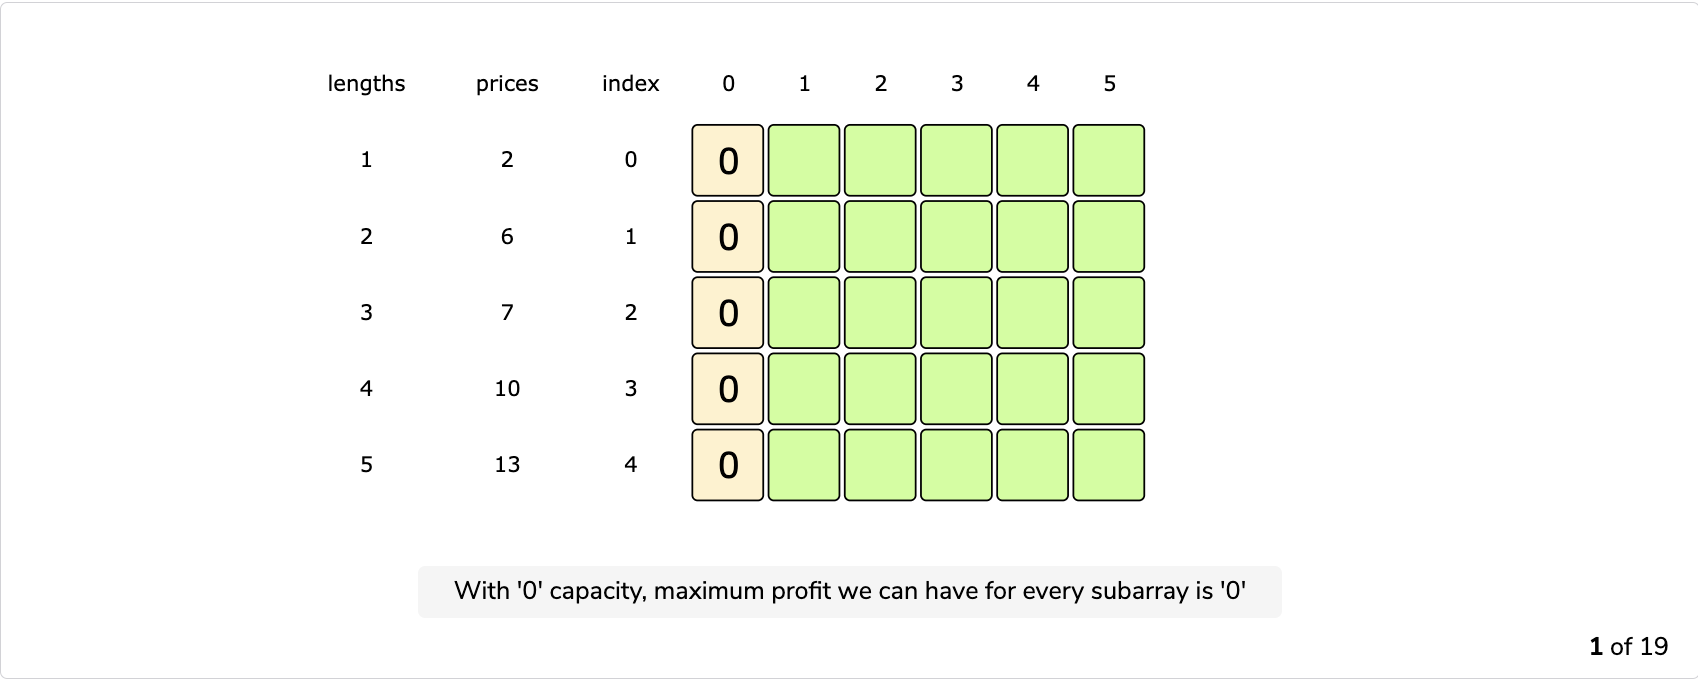 lengths prices index 0 1 2 3 4 5
1 2 0 0
2 6 1 0
3 7 2 0
4 10 3 0
5 13 4 0
With '0' capacity, maximum profit we can have for every subarray is '0'
1 of 19